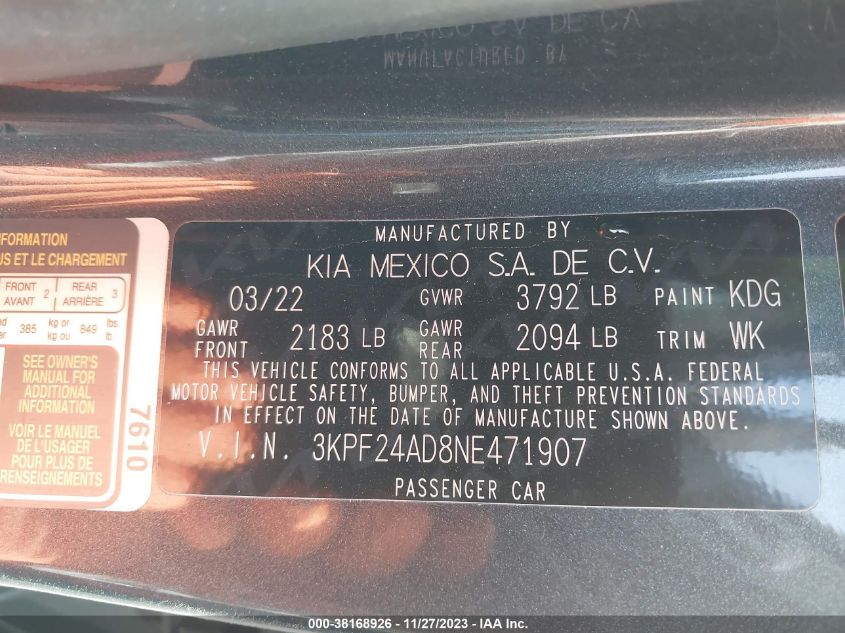 MANUFACTURED BY
NFORMATION
US ET LE CHARGEMENT
FRONT 2 REAR 3
AVANT ARRIÈRE
385 kg or 849 lbs.
kg ou lb.
SEE OWNER'S
MANUAL FOR
ADDITIONAL
INFORMATION
VOIR LE MANUEL
DE L'USAGER
POUR PLUS DE
RENSEIGNEMENTS
7610
MANUFACTURED BY
KIA MEXICO S.A. DE C.V.
03/22 GVWR 3792 LB PAINT KDG
GAWR FRONT 2183 LB GAWR REAR 2094 LB TRIM WK
THIS VEHICLE CONFORMS TO ALL APPLICABLE U.S.A. FEDERAL
MOTOR VEHICLE SAFETY, BUMPER, AND THEFT PREVENTION STANDARDS
IN EFFECT ON THE DATE OF MANUFACTURE SHOWN ABOVE.
V.I.N. 3KPF24AD8NE471907
PASSENGER CAR
000-38168926 - 11/27/2023 - IAA Inc.